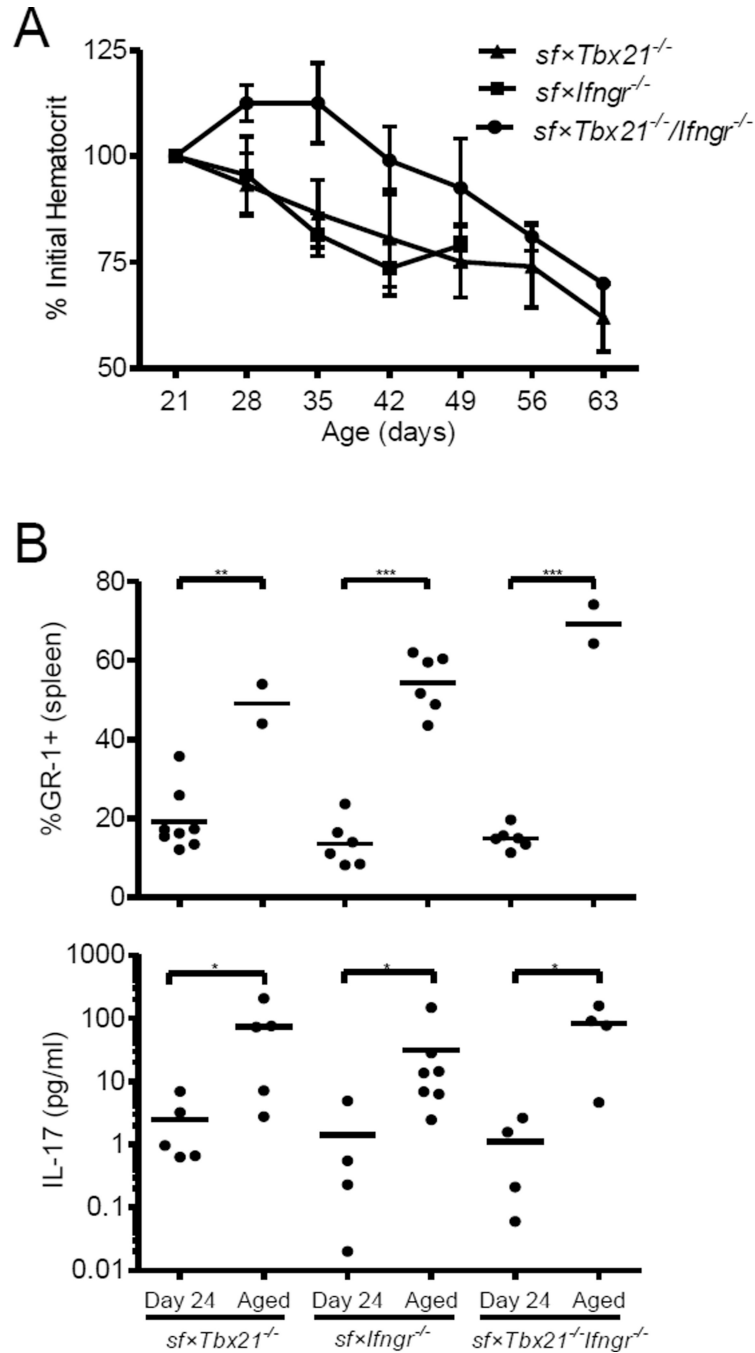 A
125
100
75
50
% Initial Hematocrit
sf×Tbx21-/-
sf×Ifngr-/-
sf×Tbx21-/-/Ifngr-/-
21 28 35 42 49 56 63
Age (days)
B
80
60
40
20
0
%GR-1+ (spleen)
** *** ***
1000
100
10
1
0.1
0.01
IL-17 (pg/ml)
* * *
Day 24 Aged Day 24 Aged Day 24 Aged
sf×Tbx21-/- sf×Ifngr-/- sf×Tbx21-/-Ifngr-/-